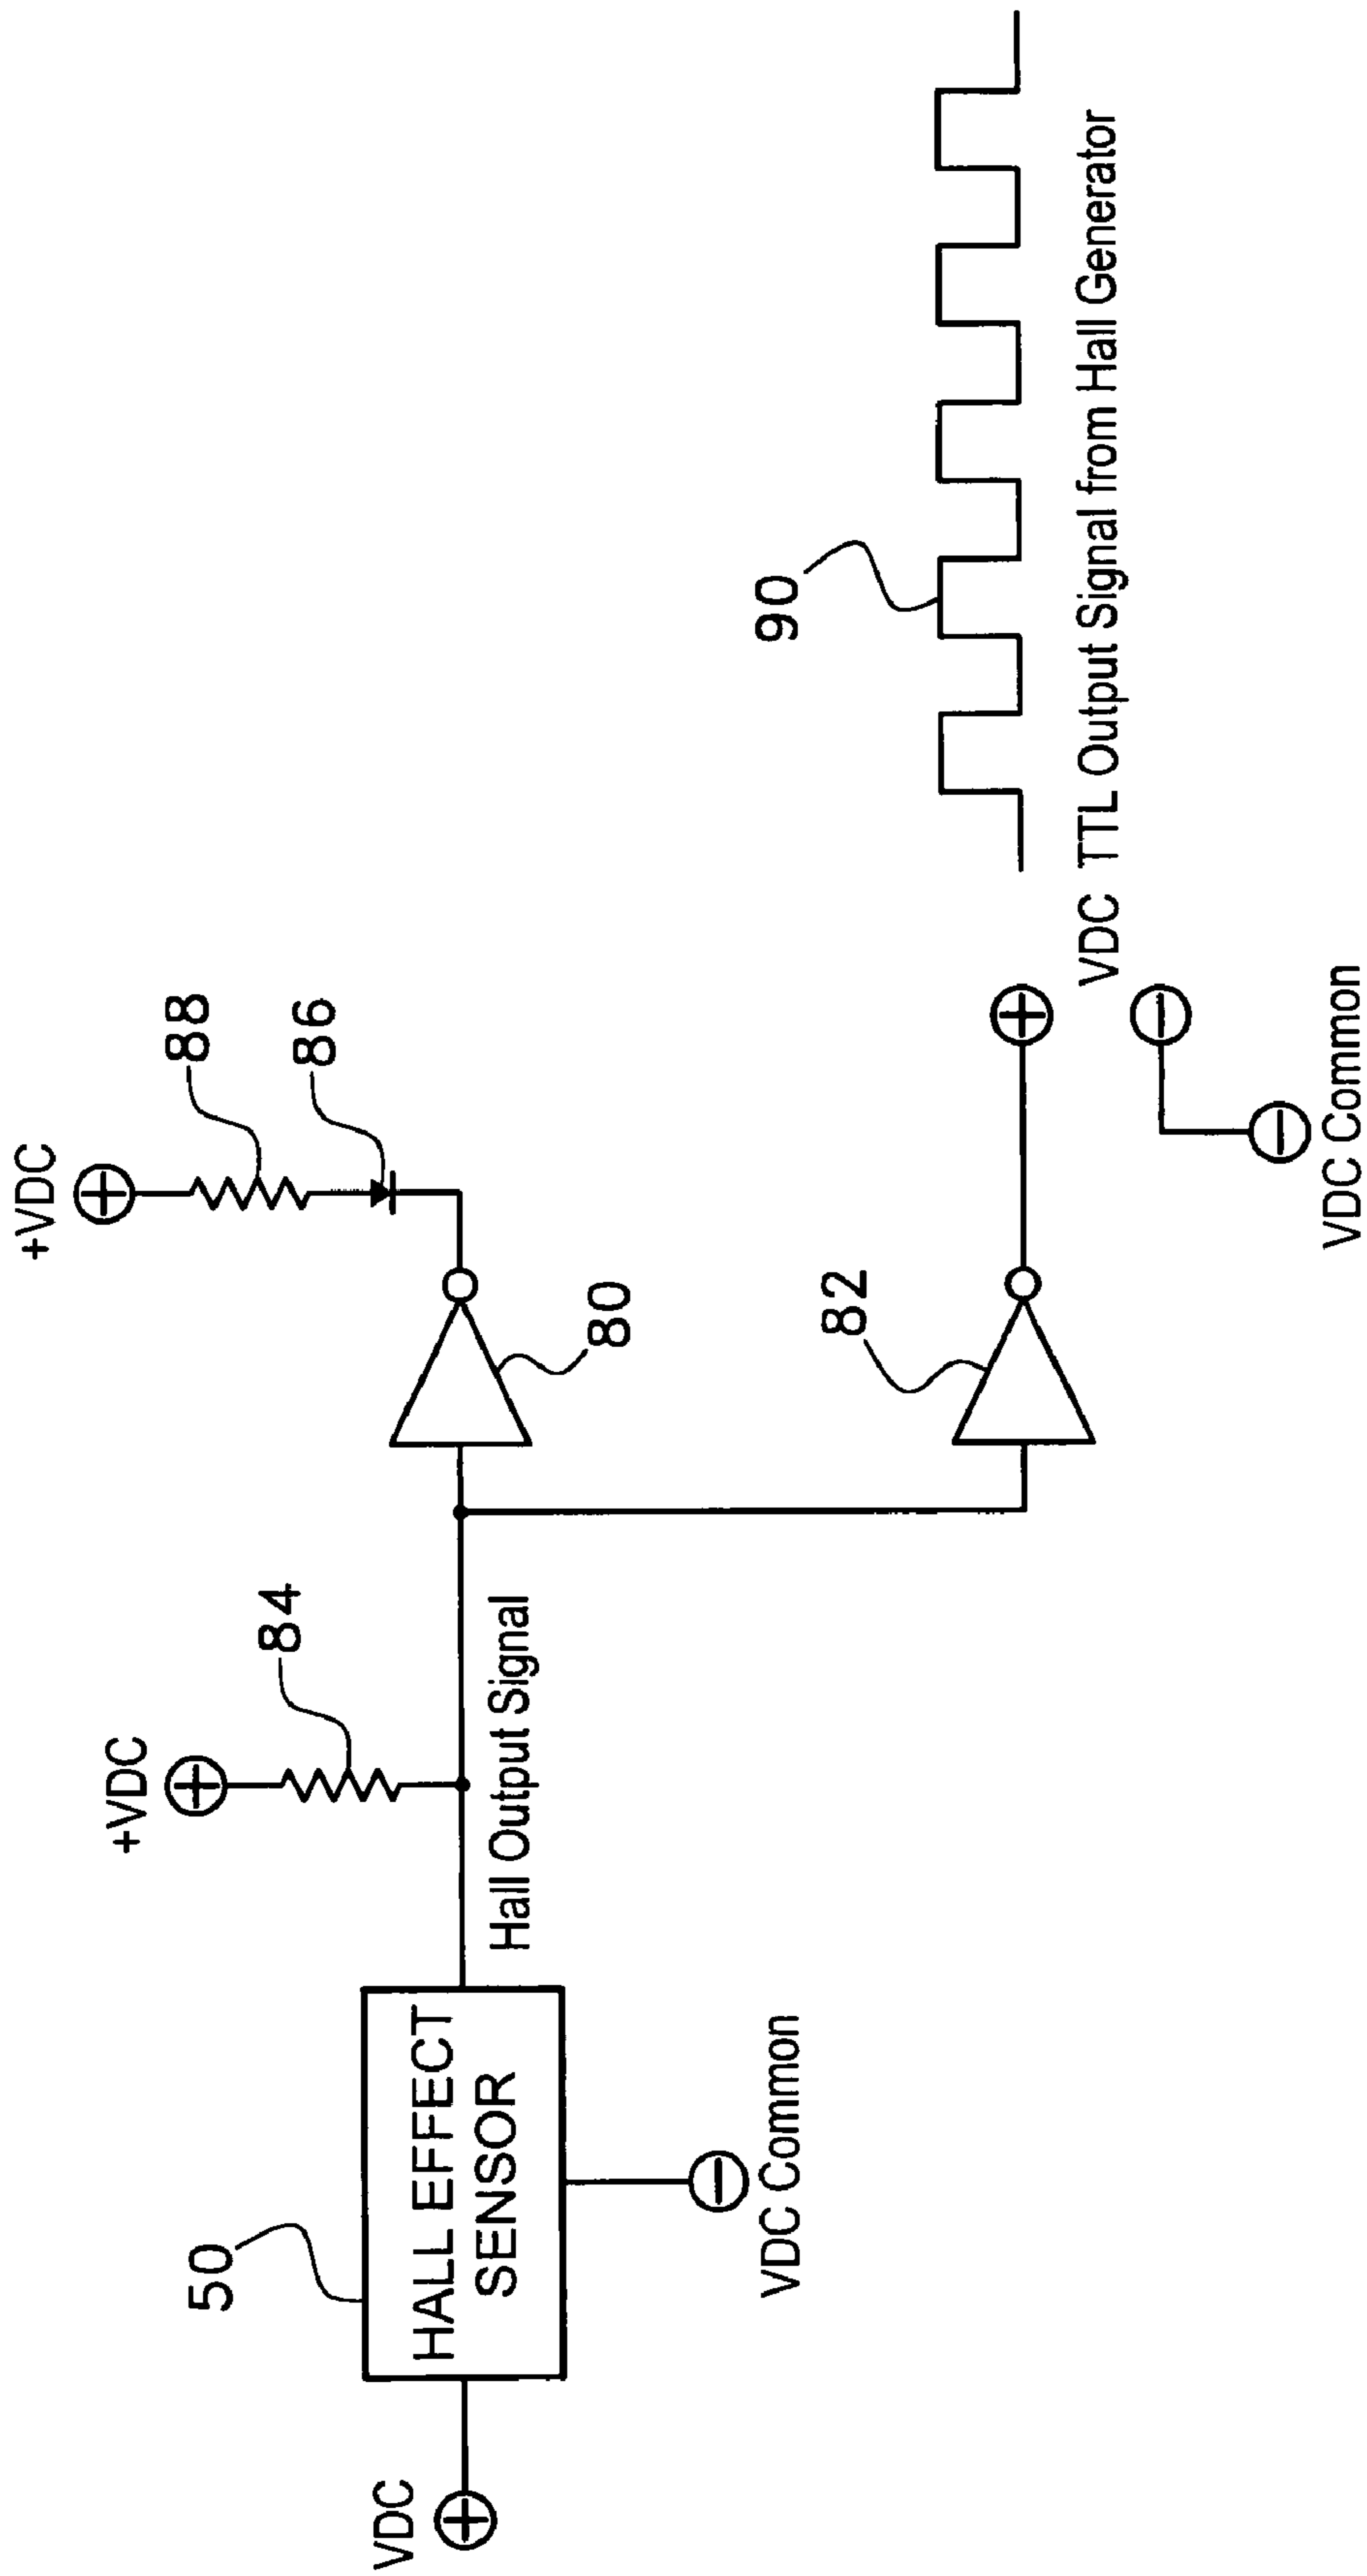 +VDC
88
86
+VDC
84
80
50
HALL EFFECT
SENSOR
VDC
Hall Output Signal
VDC Common
82
90
VDC TTL Output Signal from Hall Generator
VDC Common